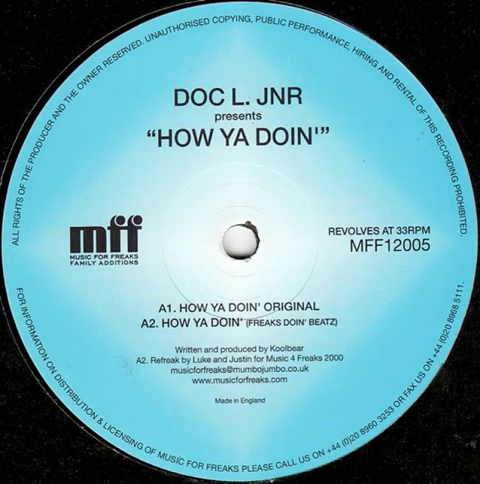 ALL RIGHTS OF THE PRODUCER AND THE OWNER RESERVED. UNAUTHORISED COPYING, PUBLIC PERFORMANCE, HIRING AND RENTAL OF THIS RECORDING PROHIBITED.
DOC L. JNR
presents
“HOW YA DOIN'”
mff
MUSIC FOR FREAKS
FAMILY ADDITIONS
REVOLVES AT 33RPM
MFF12005
A1. HOW YA DOIN' ORIGINAL
A2. HOW YA DOIN' (FREAKS DOIN' BEATZ)
Written and produced by Koolbear
A2. Refreak by Luke and Justin for Music 4 Freaks 2000
musicforfreaks@mumbojumbo.co.uk
www.musicforfreaks.com
Made in England
FOR INFORMATION ON DISTRIBUTION & LICENSING OF MUSIC FOR FREAKS PLEASE CALL US ON +44 (0)20 8960 3253 OR FAX US ON +44 (0)20 8968 5111.